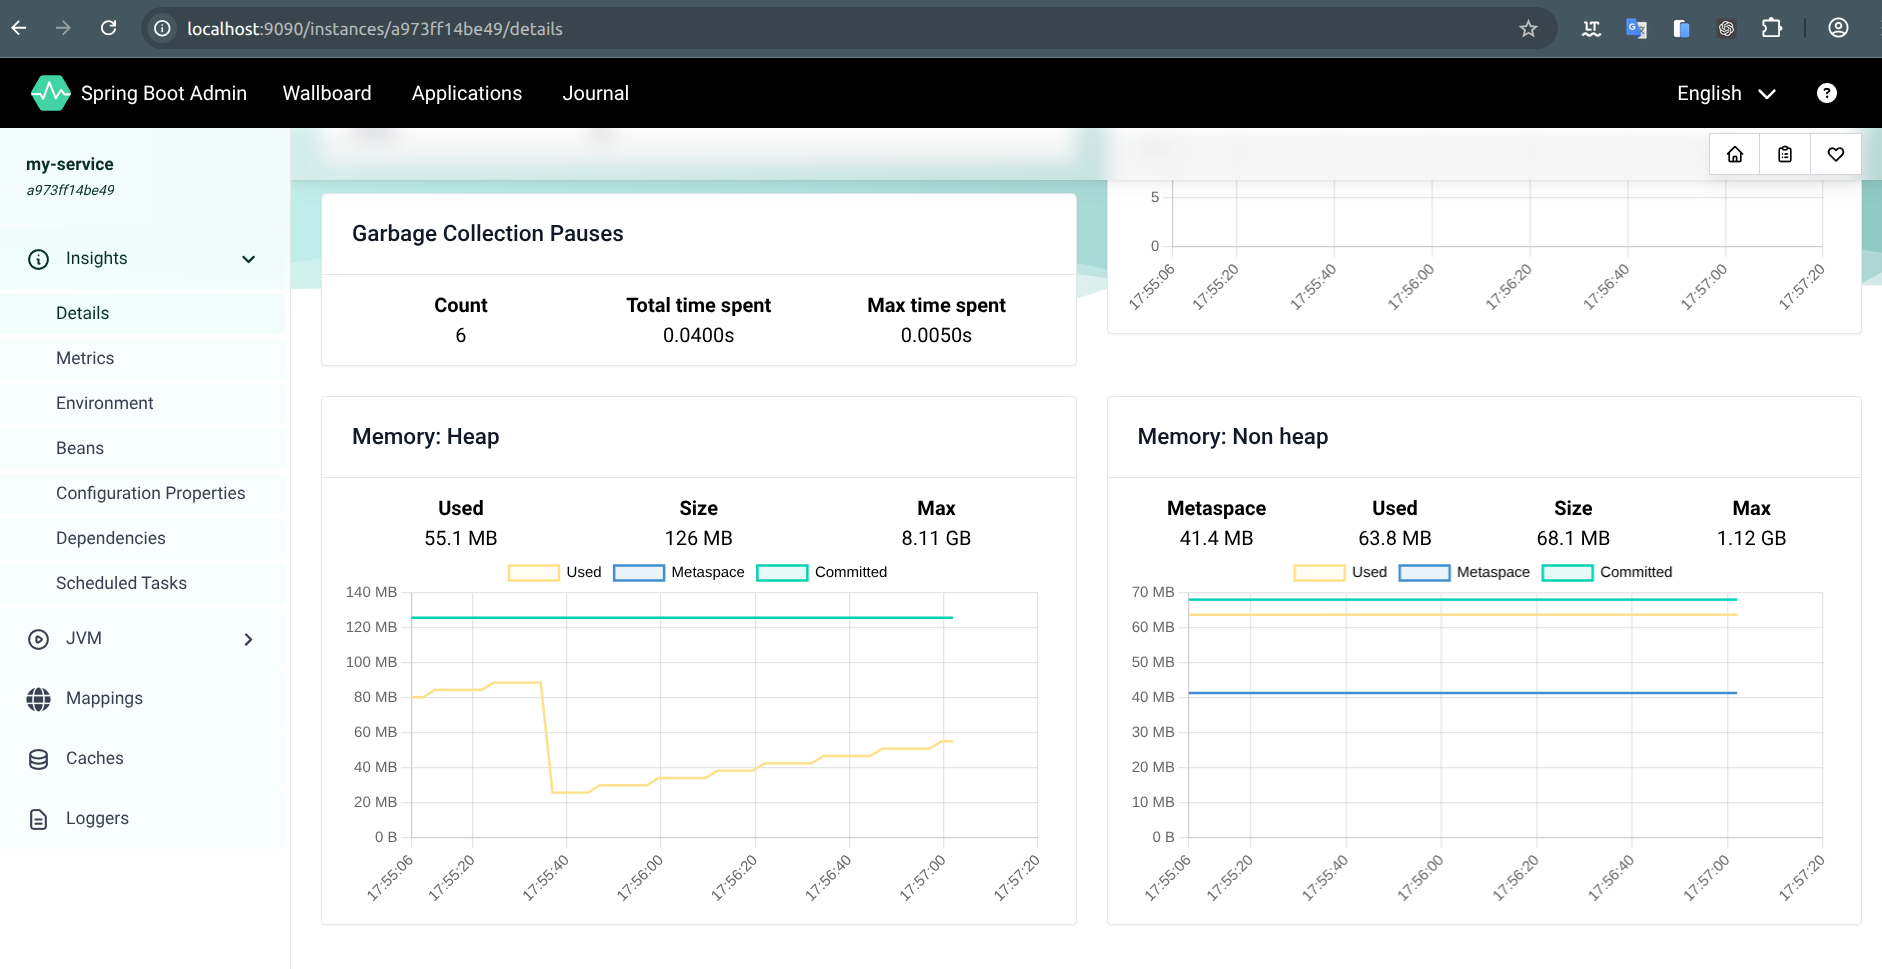 localhost:9090/instances/a973ff14be49/details
Spring Boot Admin Wallboard Applications Journal English
my-service
a973ff14be49
Insights
Details
Metrics
Environment
Beans
Configuration Properties
Dependencies
Scheduled Tasks
JVM
Mappings
Caches
Loggers
Garbage Collection Pauses
Count Total time spent Max time spent
6 0.0400s 0.0050s
5
0
17:55:06 17:55:20 17:55:40 17:56:00 17:56:20 17:56:40 17:57:00 17:57:20
Memory: Heap
Used Size Max
55.1 MB 126 MB 8.11 GB
Used Metaspace Committed
140 MB
120 MB
100 MB
80 MB
60 MB
40 MB
20 MB
0 B
17:55:06 17:55:20 17:55:40 17:56:00 17:56:20 17:56:40 17:57:00 17:57:20
Memory: Non heap
Metaspace Used Size Max
41.4 MB 63.8 MB 68.1 MB 1.12 GB
Used Metaspace Committed
70 MB
60 MB
50 MB
40 MB
30 MB
20 MB
10 MB
0 B
17:55:06 17:55:20 17:55:40 17:56:00 17:56:20 17:56:40 17:57:00 17:57:20